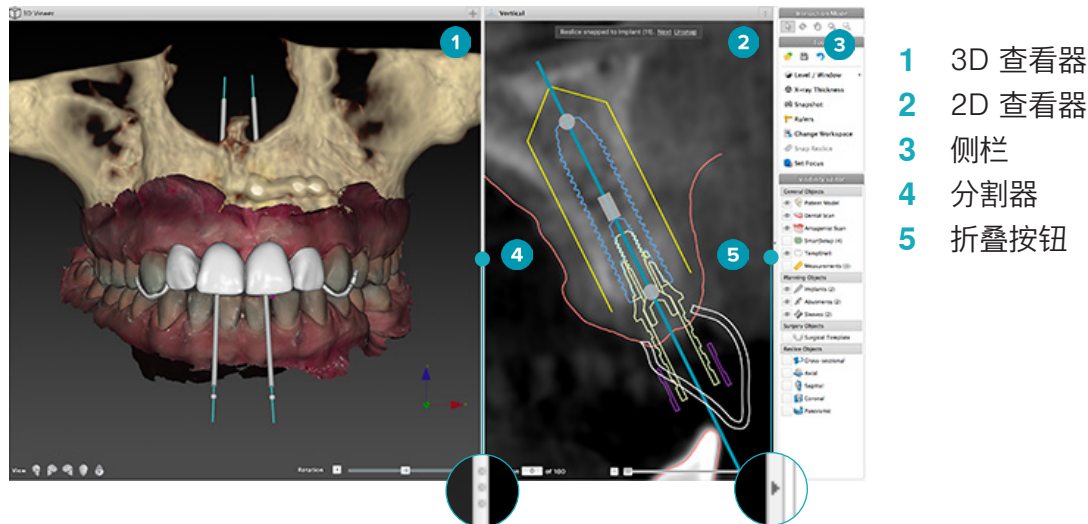 3D Viewer
Vertical
Reslice snapped to implant (11). Next Unsnap
Interaction Mode
1
2
3
Level / Window
X-ray Thickness
Snapshot
Rulers
Change Workspace
Snap Reslice
Set Focus
General Objects
Patient Model
Dental Scan
Antagonist Scan
SmartSetup (4)
TempShell
Measurements (2)
Planning Objects
Implants (2)
Abutments (2)
Sleeves (2)
Surgery Objects
Surgical Template
Reslice Objects
Cross-sectional
Axial
Sagittal
Coronal
Panoramic
4
5
View
Rotation
0 of 100
1 3D 查看器
2 2D 查看器
3 侧栏
4 分割器
5 折叠按钮